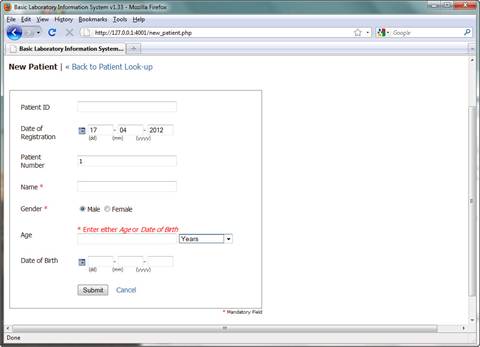 Basic Laboratory Information System v1.33 - Mozilla Firefox
File Edit View History Bookmarks Tools Help
http://127.0.0.1:4001/new_patient.php
Google
Basic Laboratory Information System...
New Patient | « Back to Patient Look-up
Patient ID
Date of Registration 17 - 04 - 2012
(dd) (mm) (yyyy)
Patient Number 1
Name *
Gender * Male Female
* Enter either Age or Date of Birth
Age Years
Date of Birth - -
(dd) (mm) (yyyy)
Submit Cancel
* Mandatory Field
Done